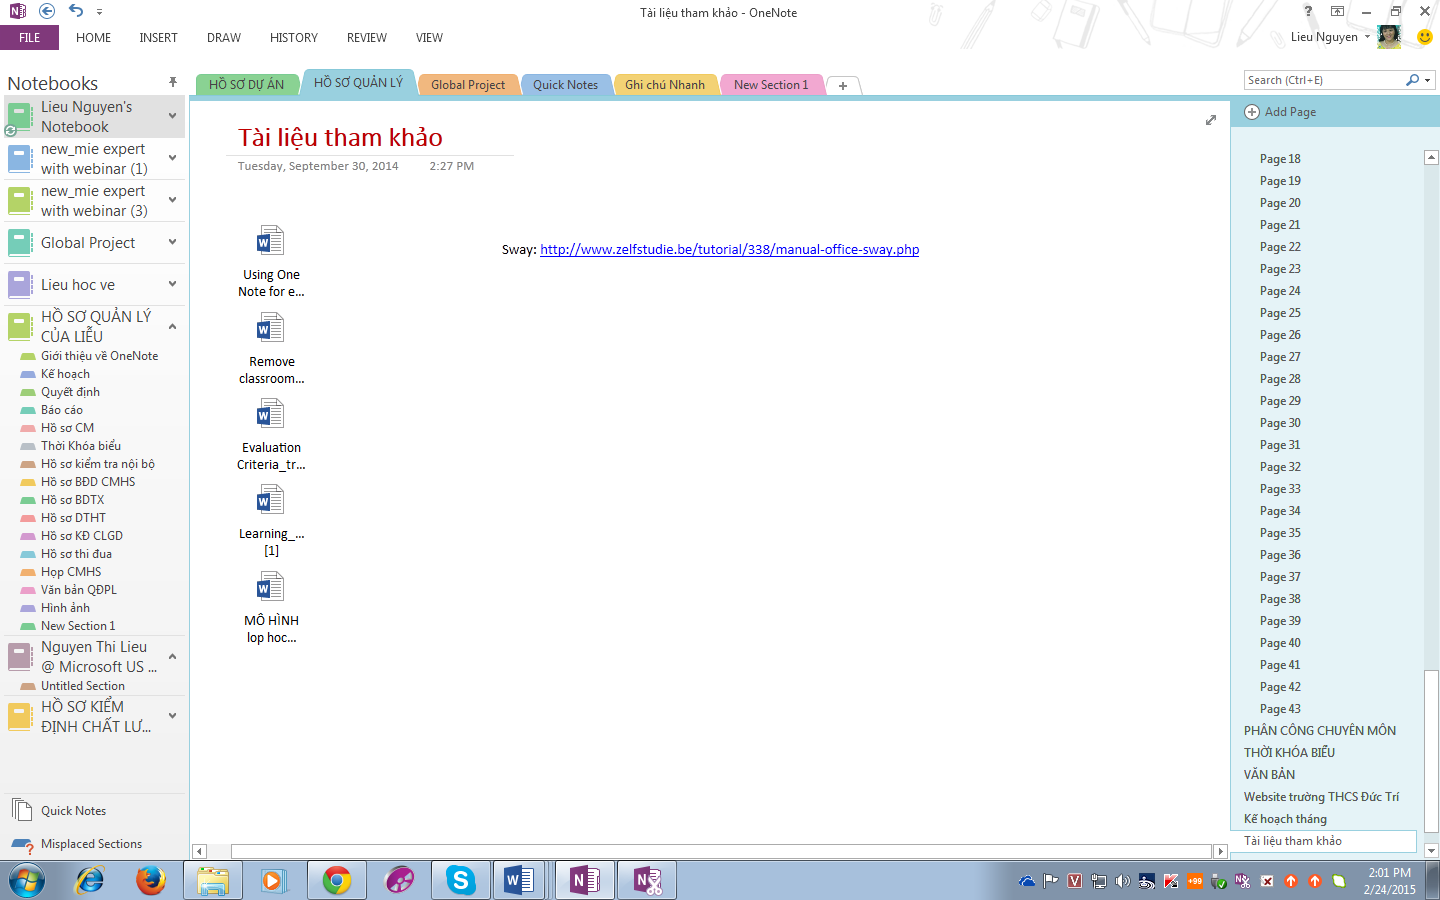 Tài liệu tham khảo - OneNote
FILE HOME INSERT DRAW HISTORY REVIEW VIEW
Lieu Nguyen
Notebooks
Lieu Nguyen's
Notebook
new_mie expert
with webinar (1)
new_mie expert
with webinar (3)
Global Project
Lieu hoc ve
HỒ SƠ QUẢN LÝ
CỦA LIỄU
Giới thiệu về OneNote
Kế hoạch
Quyết định
Báo cáo
Hồ sơ CM
Thời Khóa biểu
Hồ sơ kiểm tra nội bộ
Hồ sơ BĐD CMHS
Hồ sơ BDTX
Hồ sơ DTHT
Hồ sơ KĐ CLGD
Hồ sơ thi đua
Họp CMHS
Văn bản QĐPL
Hình ảnh
New Section 1
Nguyen Thi Lieu
@ Microsoft US ...
Untitled Section
HỒ SƠ KIỂM
ĐỊNH CHẤT LƯ...
Quick Notes
Misplaced Sections
HỒ SƠ DỰ ÁN
HỒ SƠ QUẢN LÝ
Global Project
Quick Notes
Ghi chú Nhanh
New Section 1
Search (Ctrl+E)
Tài liệu tham khảo
Tuesday, September 30, 2014 2:27 PM
Using One
Note for e...
Remove
classroom...
Evaluation
Criteria_tr...
Learning_...
[1]
MÔ HÌNH
lop hoc...
Sway: http://www.zelfstudie.be/tutorial/338/manual-office-sway.php
Add Page
Page 18
Page 19
Page 20
Page 21
Page 22
Page 23
Page 24
Page 25
Page 26
Page 27
Page 28
Page 29
Page 30
Page 31
Page 32
Page 33
Page 34
Page 35
Page 36
Page 37
Page 38
Page 39
Page 40
Page 41
Page 42
Page 43
PHÂN CÔNG CHUYÊN MÔN
THỜI KHÓA BIỂU
VĂN BẢN
Website trường THCS Đức Trí
Kế hoạch tháng
Tài liệu tham khảo
+99
2:01 PM
2/24/2015